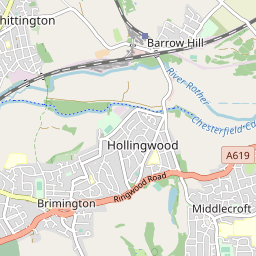 hittington
Barrow Hill
River Rother
Chesterfield Ca
Hollingwood
A619
Ringwood Road
Brimington
Middlecroft